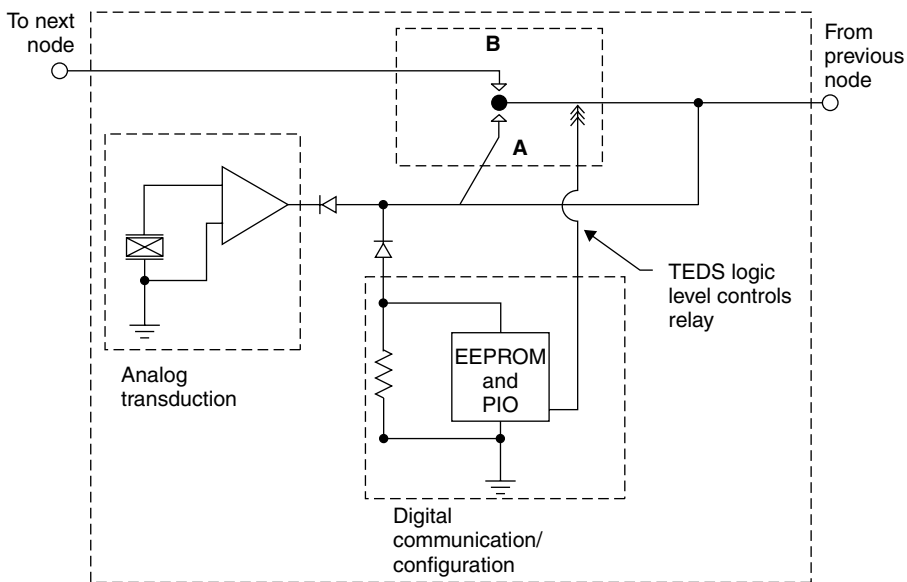 To next
node
B
From
previous
node
A
TEDS logic
level controls
relay
EEPROM
and
PIO
Analog
transduction
Digital
communication/
configuration